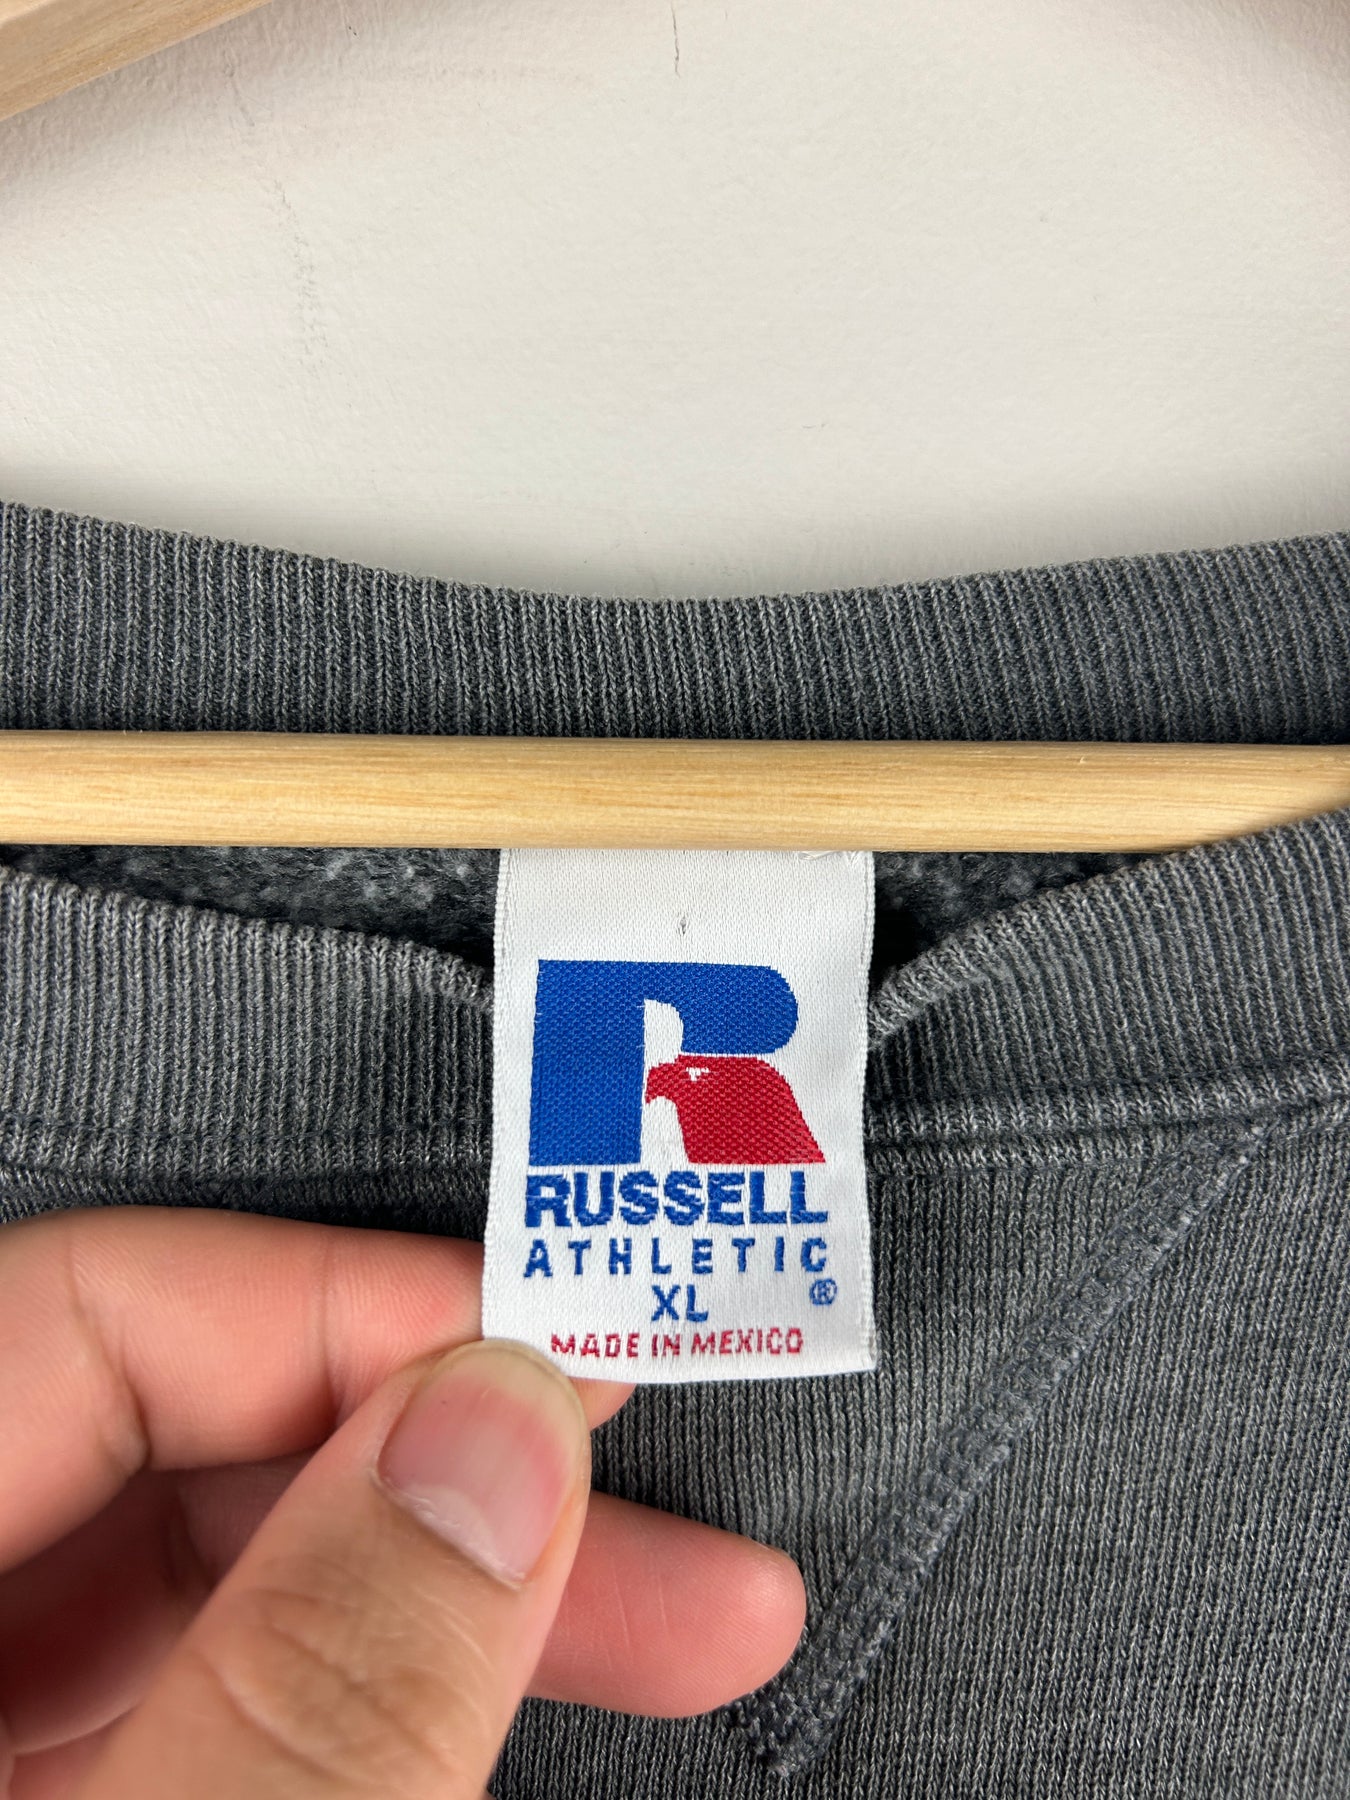 R
RUSSELL
ATHLETIC
XL ®
MADE IN MEXICO